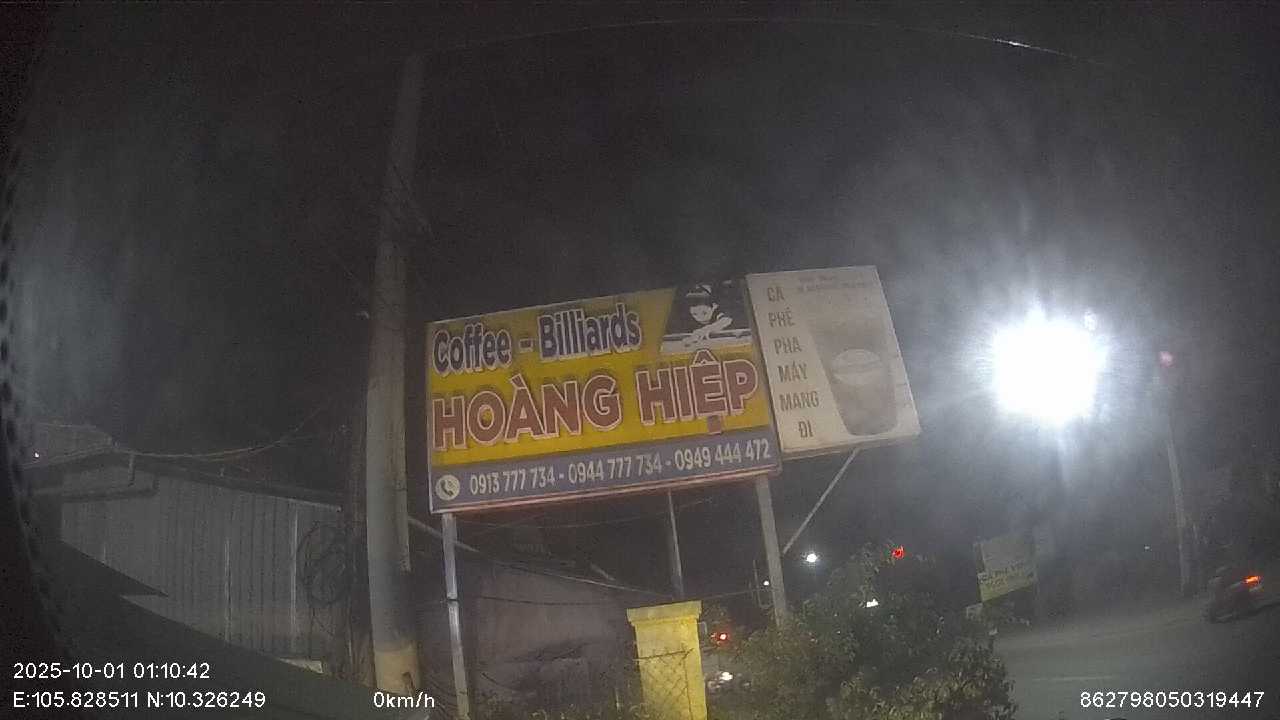 Coffee - Billiards
HOÀNG HIỆP
0913 777 734 - 0944 777 734 - 0949 444 472
CÀ
PHÊ
PHA
MÁY
MANG
ĐI
2025-10-01 01:10:42
E:105.828511 N:10.326249
0km/h
862798050319447